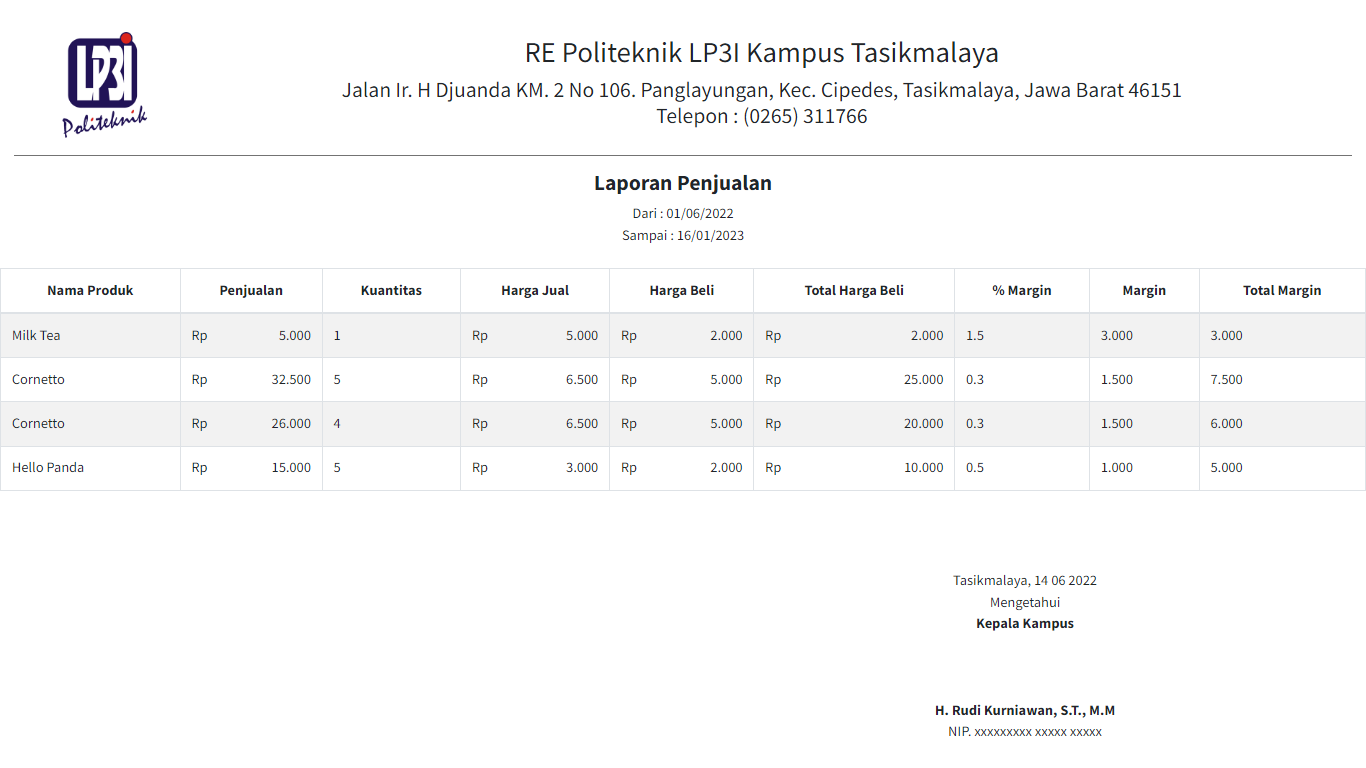 LP3I
Politeknik
RE Politeknik LP3I Kampus Tasikmalaya
Jalan Ir. H Djuanda KM. 2 No 106. Panglayungan, Kec. Cipedes, Tasikmalaya, Jawa Barat 46151
Telepon : (0265) 311766
Laporan Penjualan
Dari : 01/06/2022
Sampai : 16/01/2023
Nama Produk Penjualan Kuantitas Harga Jual Harga Beli Total Harga Beli % Margin Margin Total Margin
Milk Tea Rp 5.000 1 Rp 5.000 Rp 2.000 Rp 2.000 1.5 3.000 3.000
Cornetto Rp 32.500 5 Rp 6.500 Rp 5.000 Rp 25.000 0.3 1.500 7.500
Cornetto Rp 26.000 4 Rp 6.500 Rp 5.000 Rp 20.000 0.3 1.500 6.000
Hello Panda Rp 15.000 5 Rp 3.000 Rp 2.000 Rp 10.000 0.5 1.000 5.000
Tasikmalaya, 14 06 2022
Mengetahui
Kepala Kampus
H. Rudi Kurniawan, S.T., M.M
NIP. xxxxxxxxx xxxxx xxxxx